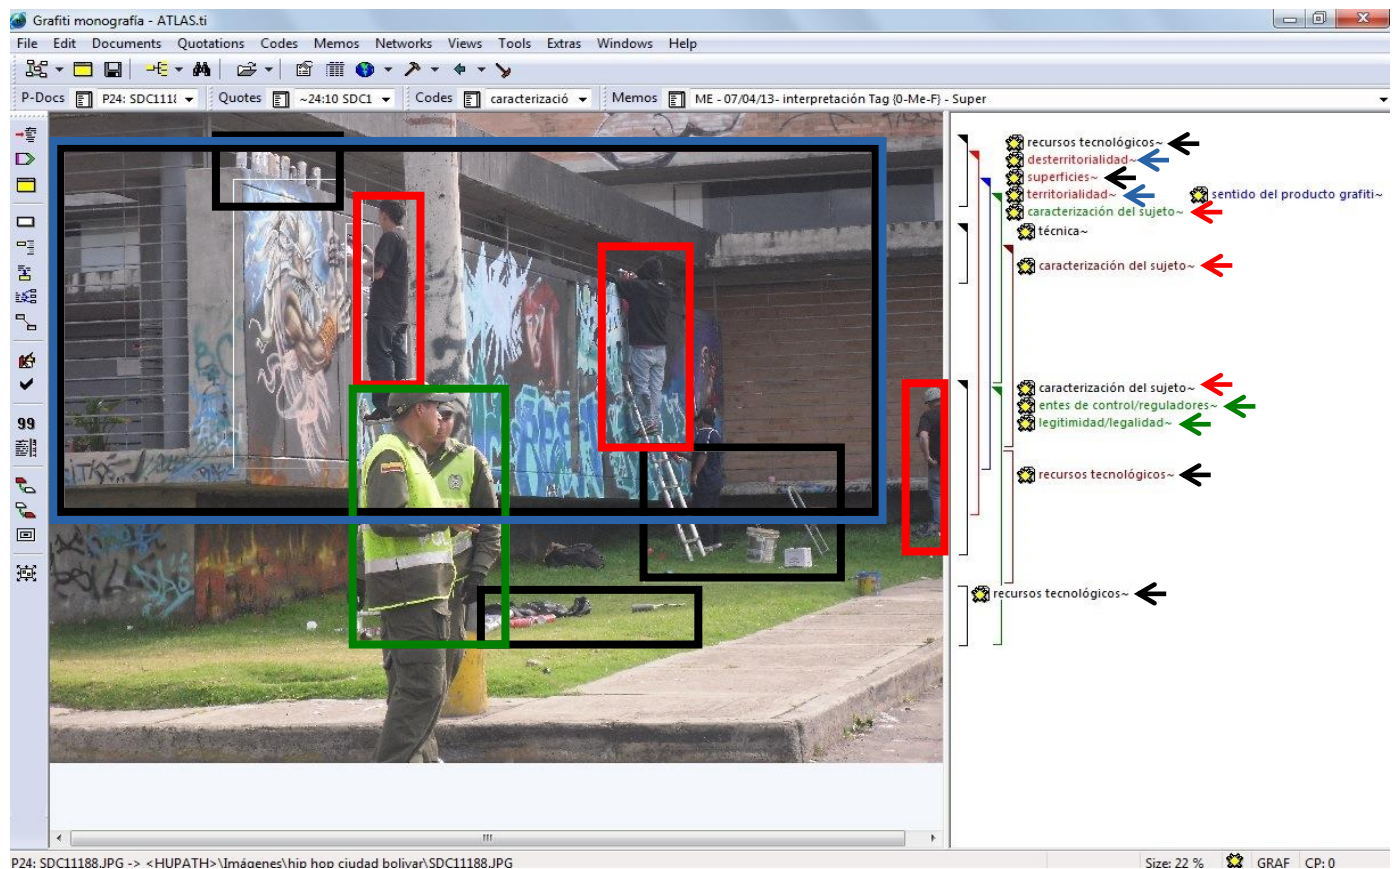 Grafiti monografía - ATLAS.ti
File Edit Documents Quotations Codes Memos Networks Views Tools Extras Windows Help
P-Docs P24: SDC1118 Quotes ~24:10 SDC1 Codes caracterizació Memos ME - 07/04/13- interpretación Tag {0-Me-F} - Super
recursos tecnológicos~
desterritorialidad~
superficies~
territorialidad~ sentido del producto grafiti~
caracterización del sujeto~
técnica~
caracterización del sujeto~
caracterización del sujeto~
entes de control/reguladores~
legitimidad/legalidad~
recursos tecnológicos~
recursos tecnológicos~
99
P24: SDC11188.JPG -> <HUPATH>\Imágenes\hip hop ciudad bolivar\SDC11188.JPG Size: 22 % GRAF CP: 0